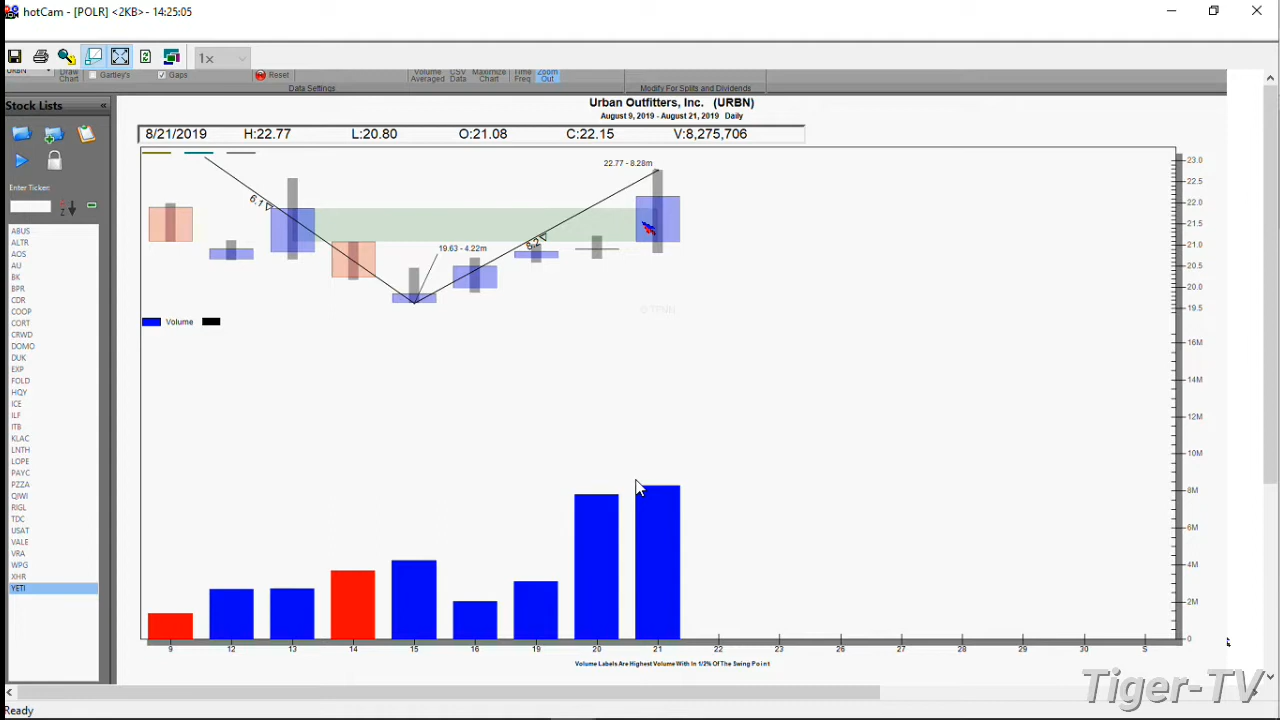 hotCam - [POLR] <2KB> - 14:25:05
1x
URBN
Draw Chart
Gartley's
Gaps
Reset
Volume Averaged
CSV Data
Maximize Chart
Time Freq
Zoom Out
Data Settings
Modify For Splits and Dividends
Stock Lists
Urban Outfitters, Inc. (URBN)
August 9, 2019 - August 21, 2019 Daily
8/21/2019 H:22.77 L:20.80 O:21.08 C:22.15 V:8,275,706
Enter Ticker:
ABUS
ALTR
AOS
AU
BK
BPR
CDR
COOP
CORT
CRWD
DOMO
DUK
EXP
FOLD
HQY
ICE
ILF
ITB
KLAC
LNTH
LOPE
PAYC
PZZA
QIWI
RIGL
TDC
USAT
VALE
VRA
WPG
XHR
YETI
22.77 - 8.28m
6.1
19.63 - 4.22m
8.2
© TPNI
Volume
23.0
22.5
22.0
21.5
21.0
20.5
20.0
19.5
16M
14M
12M
10M
8M
6M
4M
2M
0
9 12 13 14 15 16 19 20 21 22 23 26 27 28 29 30 S
Volume Labels Are Highest Volume With In 1/2% Of The Swing Point
Tiger-TV
Ready